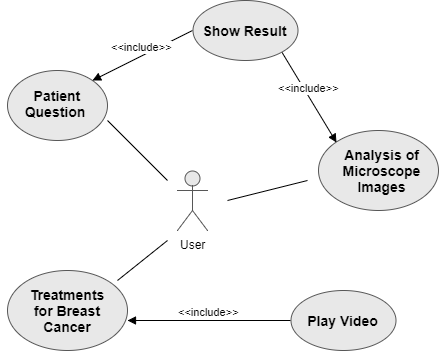 Show Result
<<include>>
Patient
Question
<<include>>
Analysis of
Microscope
Images
User
Treatments
for Breast
Cancer
<<include>>
Play Video